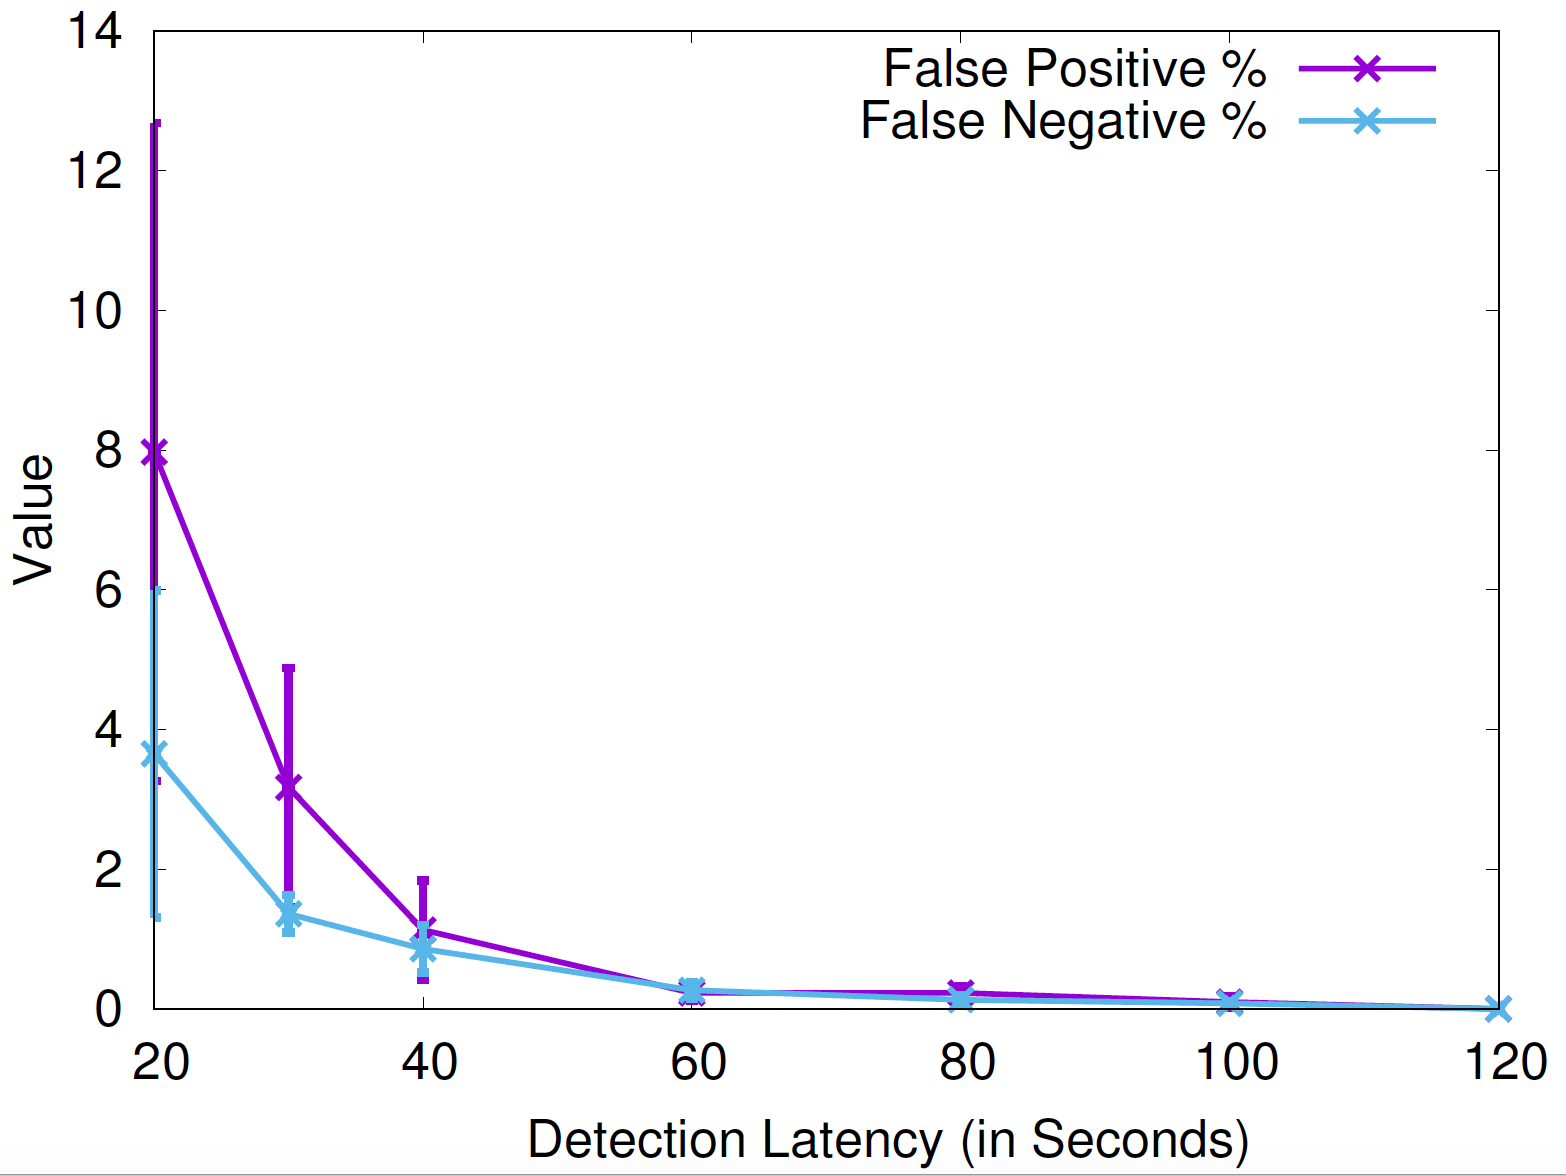 14
False Positive %
False Negative %
12
10
8
Value
6
4
2
0
20 40 60 80 100 120
Detection Latency (in Seconds)